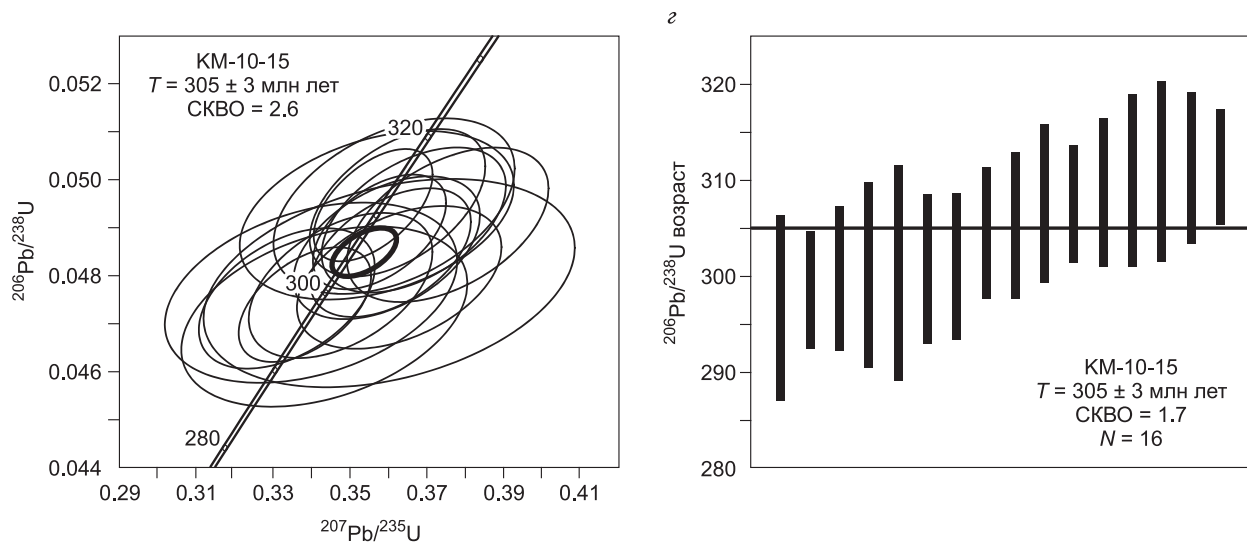 г
0.052
0.050
0.048
0.046
0.044
²⁰⁶Pb/²³⁸U
KM-10-15
T = 305 ± 3 млн лет
СКВО = 2.6
320
300
280
0.29
0.31
0.33
0.35
0.37
0.39
0.41
²⁰⁷Pb/²³⁵U
320
310
300
290
280
²⁰⁶Pb/²³⁸U возраст
KM-10-15
T = 305 ± 3 млн лет
СКВО = 1.7
N = 16